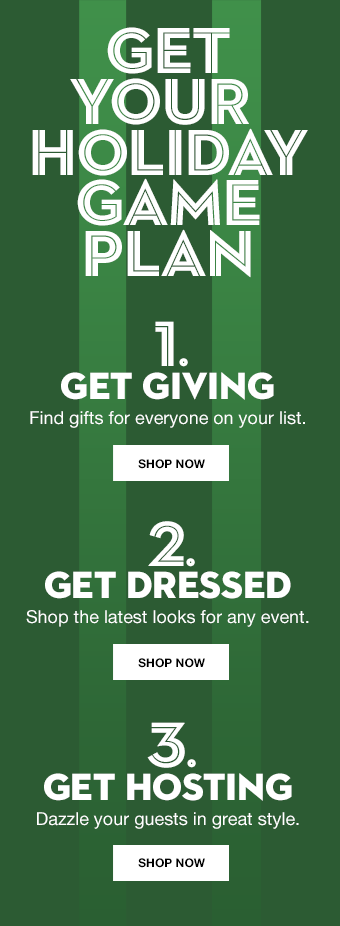 GET
YOUR
HOLIDAY
GAME
PLAN
1.
GET GIVING
Find gifts for everyone on your list.
SHOP NOW
2.
GET DRESSED
Shop the latest looks for any event.
SHOP NOW
3.
GET HOSTING
Dazzle your guests in great style.
SHOP NOW